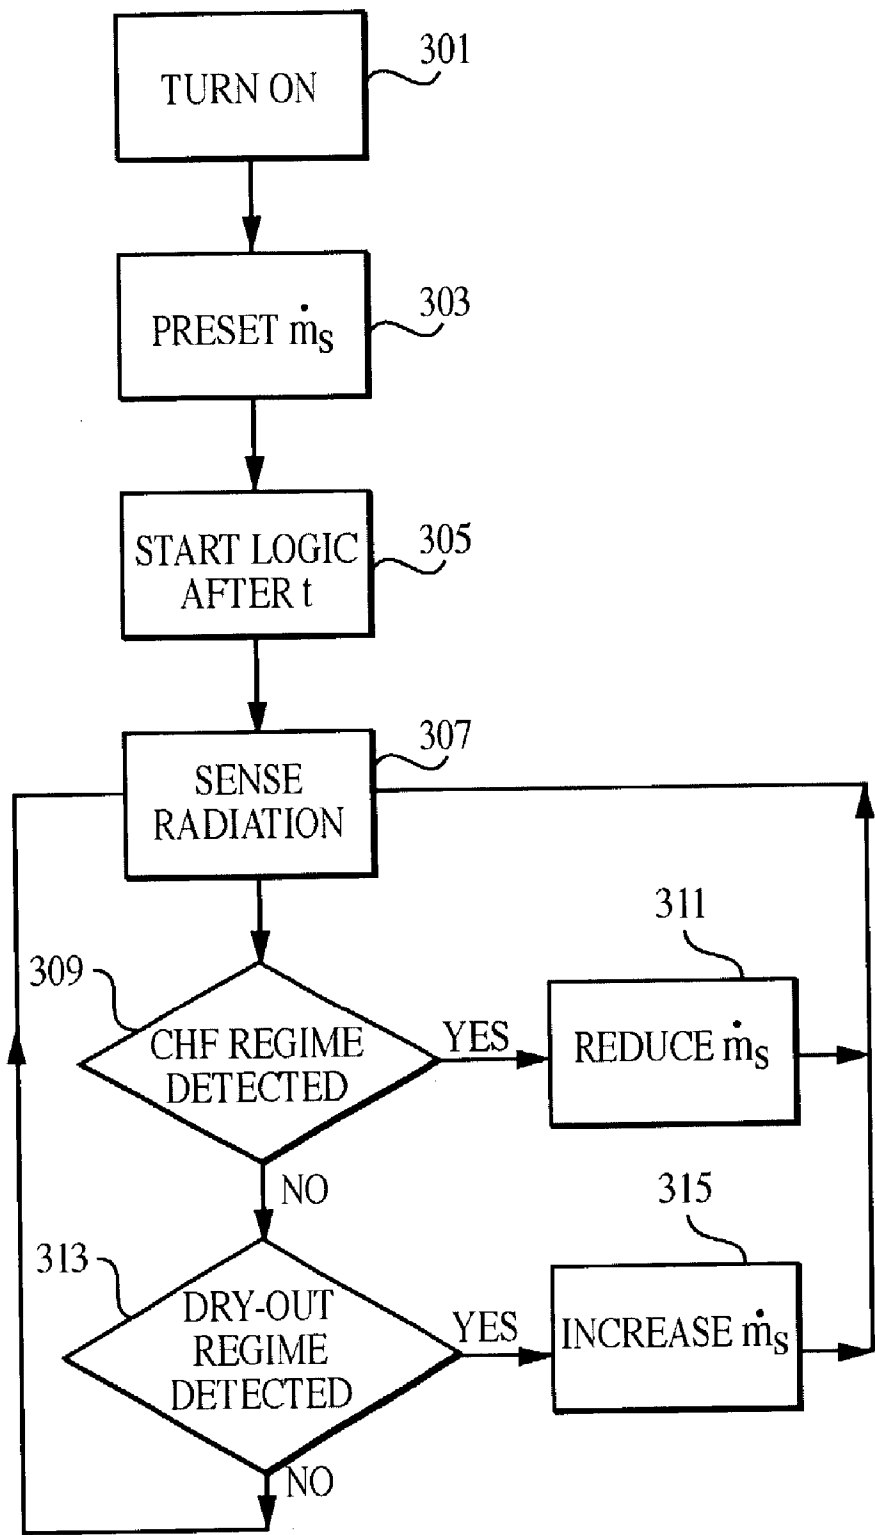 301
TURN ON
303
PRESET ṁs
305
START LOGIC
AFTER t
307
SENSE
RADIATION
311
309
CHF REGIME
DETECTED
YES
REDUCE ṁs
NO
315
313
DRY-OUT
REGIME
DETECTED
YES
INCREASE ṁs
NO